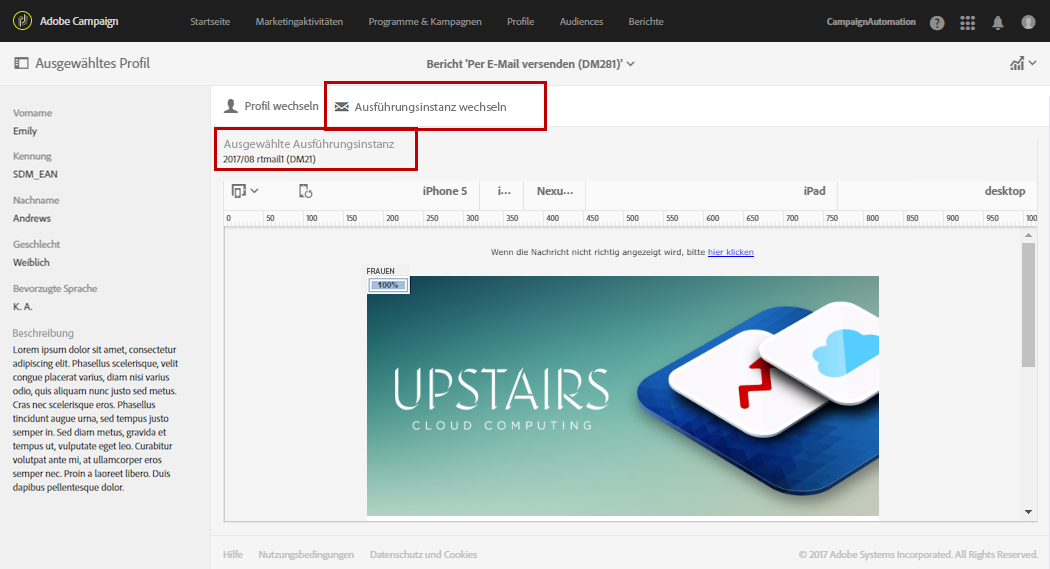 Adobe Campaign
Startseite Marketingaktivitäten Programme & Kampagnen Profile Audiences Berichte CampaignAutomation ?
Ausgewähltes Profil
Bericht 'Per E-Mail versenden (DM281)'
Profil wechseln Ausführungsinstanz wechseln
Ausgewählte Ausführungsinstanz
2017/08 rtmail1 (DM21)
Vorname
Emily
Kennung
SDM_EAN
Nachname
Andrews
Geschlecht
Weiblich
Bevorzugte Sprache
K. A.
Beschreibung
Lorem ipsum dolor sit amet, consectetur
adipiscing elit. Phasellus scelerisque, velit
congue placerat varius, diam nisi varius
odio, quis aliquam nunc justo sed metus.
Cras nec scelerisque eros. Phasellus
tincidunt augue urna, sed tempus justo
semper in. Sed diam metus, gravida et
tempus ut, vulputate eget leo. Curabitur
volutpat ante mi, at ullamcorper eros
semper nec. Proin a laoreet libero. Duis
dapibus pellentesque dolor.
iPhone 5 i... Nexu... iPad desktop
0 50 100 150 200 250 300 350 400 450 500 550 600 650 700 750 800 850 900 950 100
Wenn die Nachricht nicht richtig angezeigt wird, bitte hier klicken
FRAUEN
100%
UPSTAIRS
CLOUD COMPUTING
Hilfe Nutzungsbedingungen Datenschutz und Cookies © 2017 Adobe Systems Incorporated. All Rights Reserved.